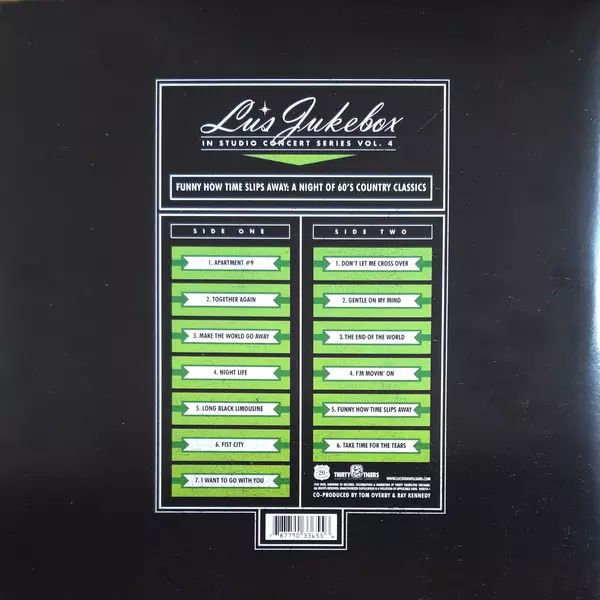 Lu's Jukebox
IN STUDIO CONCERT SERIES VOL. 4
FUNNY HOW TIME SLIPS AWAY: A NIGHT OF 60'S COUNTRY CLASSICS
SIDE ONE
1. APARTMENT #9
2. TOGETHER AGAIN
3. MAKE THE WORLD GO AWAY
4. NIGHT LIFE
5. LONG BLACK LIMOUSINE
6. FIST CITY
7. I WANT TO GO WITH YOU
SIDE TWO
1. DON'T LET ME CROSS OVER
2. GENTLE ON MY MIND
3. THE END OF THE WORLD
4. I'M MOVIN' ON
5. FUNNY HOW TIME SLIPS AWAY
6. TAKE TIME FOR THE TEARS
20
THIRTY TIGERS
WWW.LUCINDAWILLIAMS.COM
CO-PRODUCED BY TOM OVERBY & RAY KENNEDY